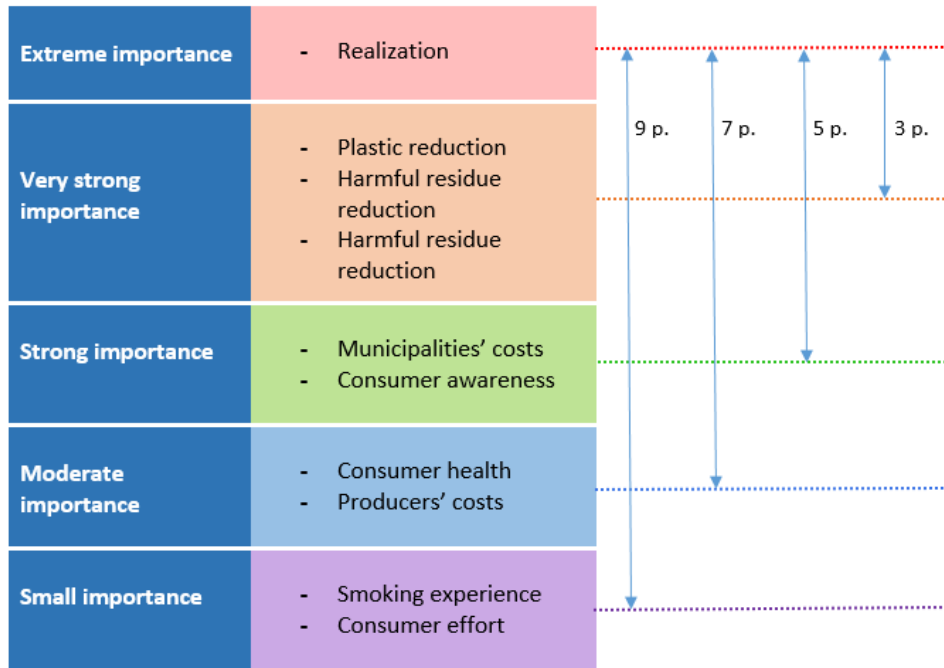 Extreme importance
- Realization
9 p.
7 p.
5 p.
3 p.
Very strong
importance
- Plastic reduction
- Harmful residue
reduction
- Harmful residue
reduction
Strong importance
- Municipalities' costs
- Consumer awareness
Moderate
importance
- Consumer health
- Producers' costs
Small importance
- Smoking experience
- Consumer effort